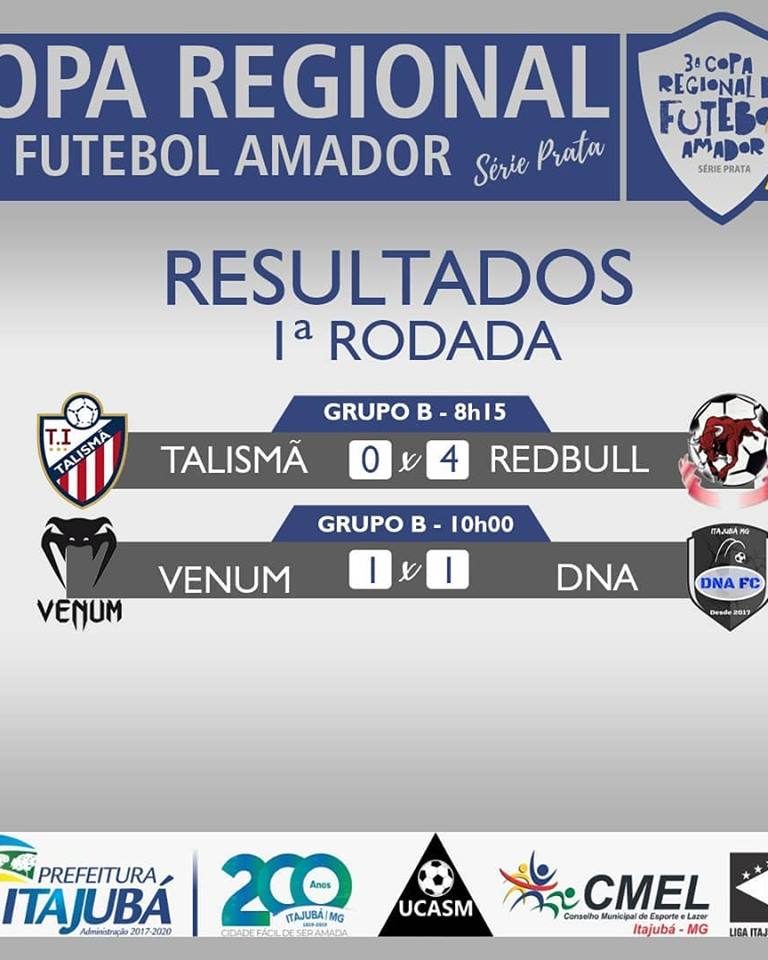 OPA REGIONAL
FUTEBOL AMADOR Série Prata
3ª COPA
REGIONAL D
FUTEBO
AMADOR
SÉRIE PRATA
RESULTADOS
1ª RODADA
GRUPO B - 8h15
T.I
TALISMÃ
TALISMÃ 0 x 4 REDBULL
GRUPO B - 10h00
VENUM 1 x 1 DNA
VENUM
ITAJUBÁ MG
DNA FC
Desde 2017
PREFEITURA
ITAJUBÁ
Administração 2017-2020
200
Anos
ITAJUBÁ | MG
1819-2019
CIDADE FÁCIL DE SER AMADA
UCASM
CMEL
Conselho Municipal de Esporte e Lazer
Itajubá - MG
LIGA ITAJ